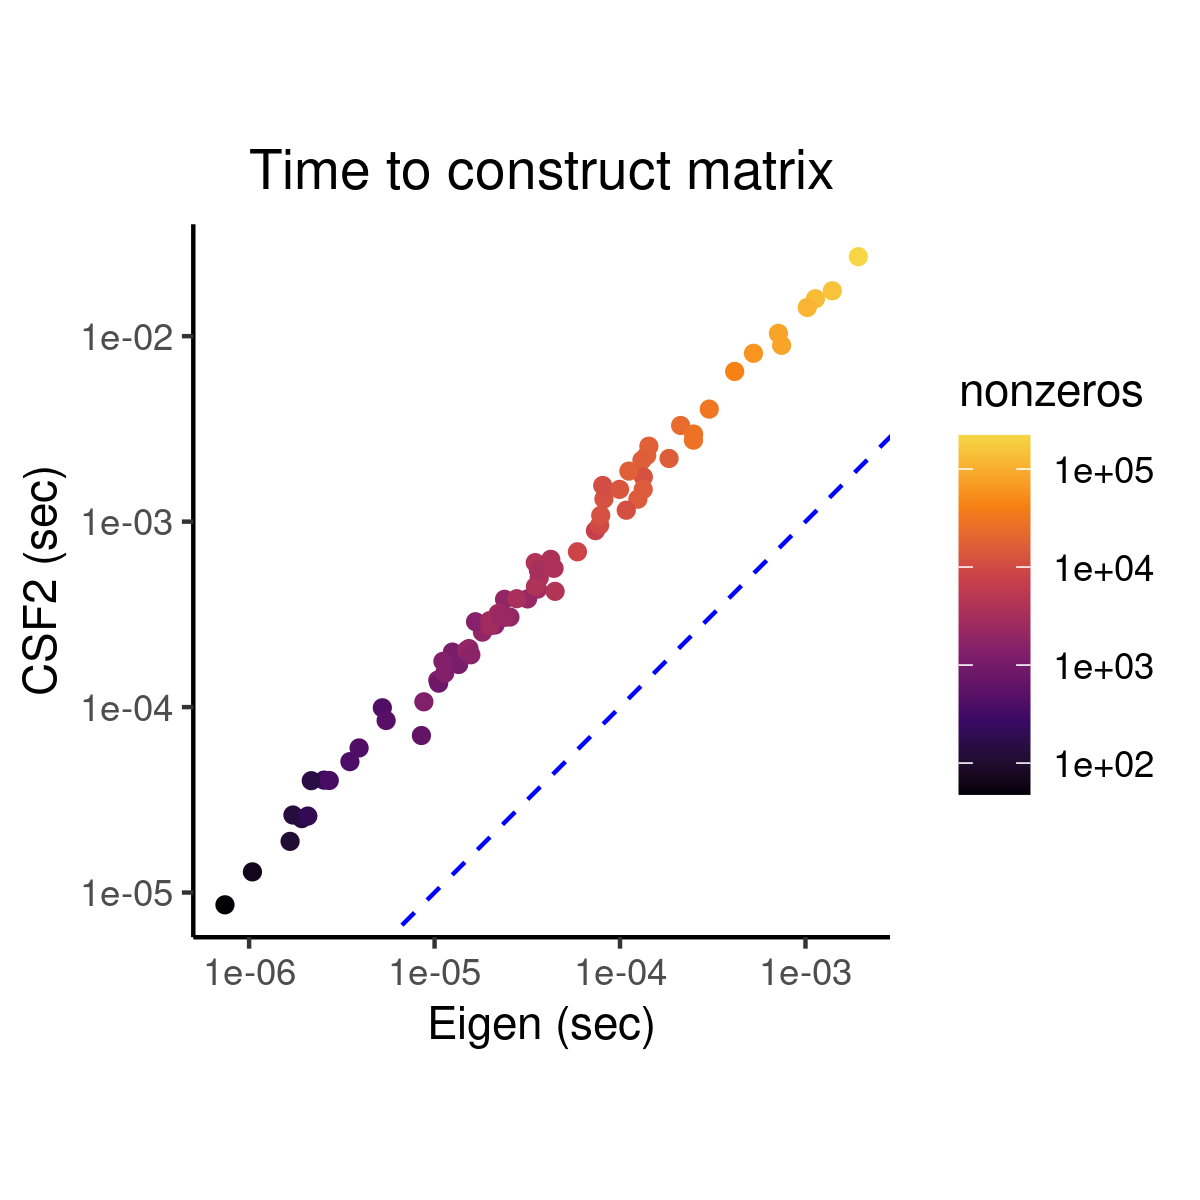 Time to construct matrix
CSF2 (sec)
1e-02
1e-03
1e-04
1e-05
1e-06 1e-05 1e-04 1e-03
Eigen (sec)
nonzeros
1e+05
1e+04
1e+03
1e+02